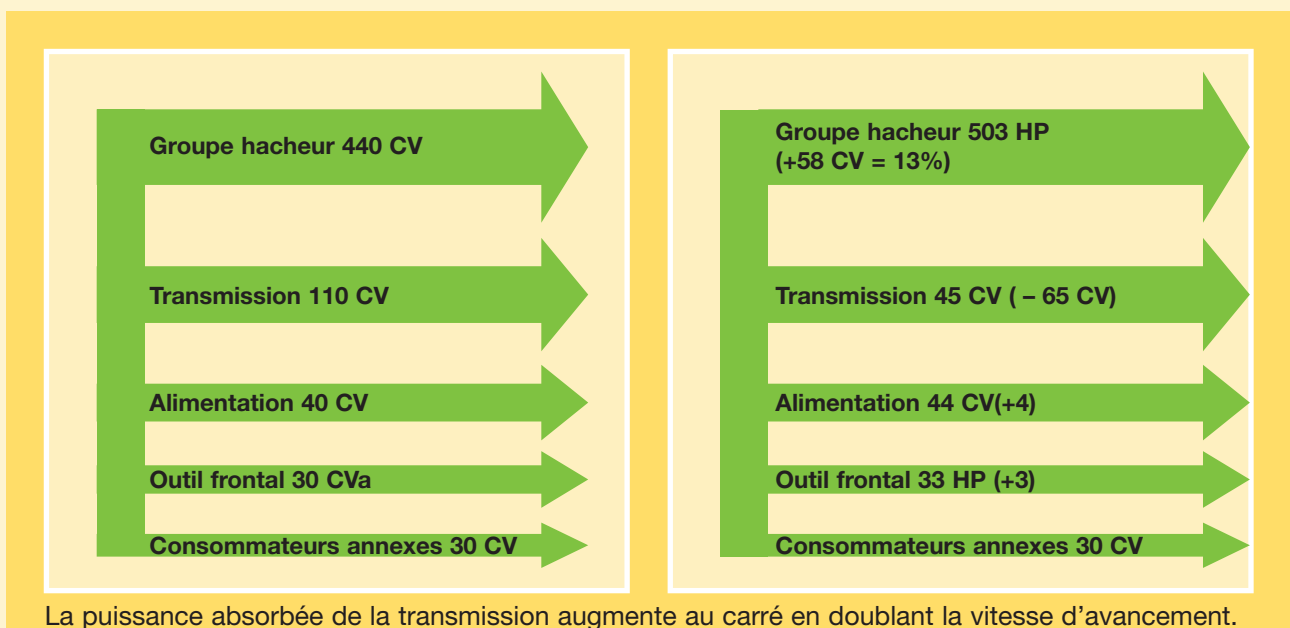 Groupe hacheur 440 CV
Transmission 110 CV
Alimentation 40 CV
Outil frontal 30 CVa
Consommateurs annexes 30 CV
Groupe hacheur 503 HP
(+58 CV = 13%)
Transmission 45 CV ( – 65 CV)
Alimentation 44 CV(+4)
Outil frontal 33 HP (+3)
Consommateurs annexes 30 CV
La puissance absorbée de la transmission augmente au carré en doublant la vitesse d’avancement.